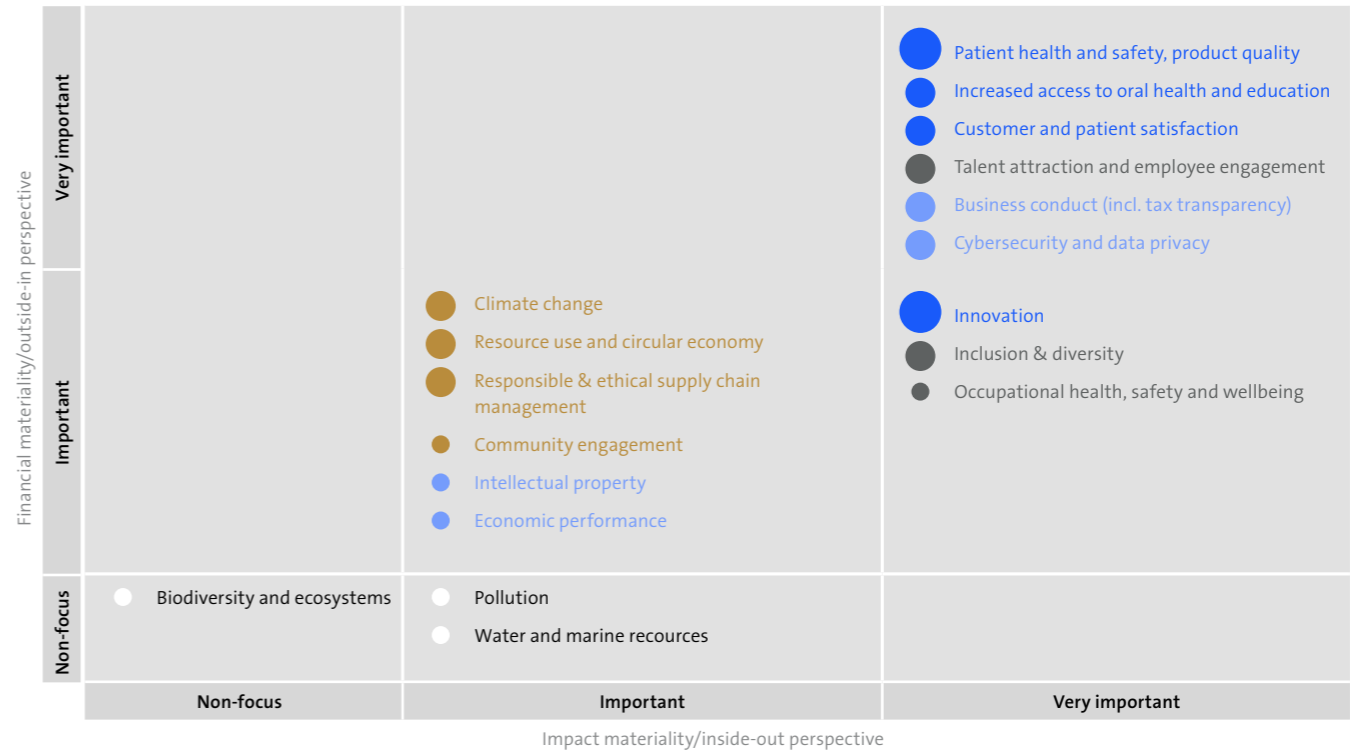 Financial materiality/outside-in perspective
Very important
Patient health and safety, product quality
Increased access to oral health and education
Customer and patient satisfaction
Talent attraction and employee engagement
Business conduct (incl. tax transparency)
Cybersecurity and data privacy
Important
Climate change
Resource use and circular economy
Responsible & ethical supply chain
management
Community engagement
Intellectual property
Economic performance
Innovation
Inclusion & diversity
Occupational health, safety and wellbeing
Non-focus
Biodiversity and ecosystems
Pollution
Water and marine recources
Non-focus
Important
Very important
Impact materiality/inside-out perspective